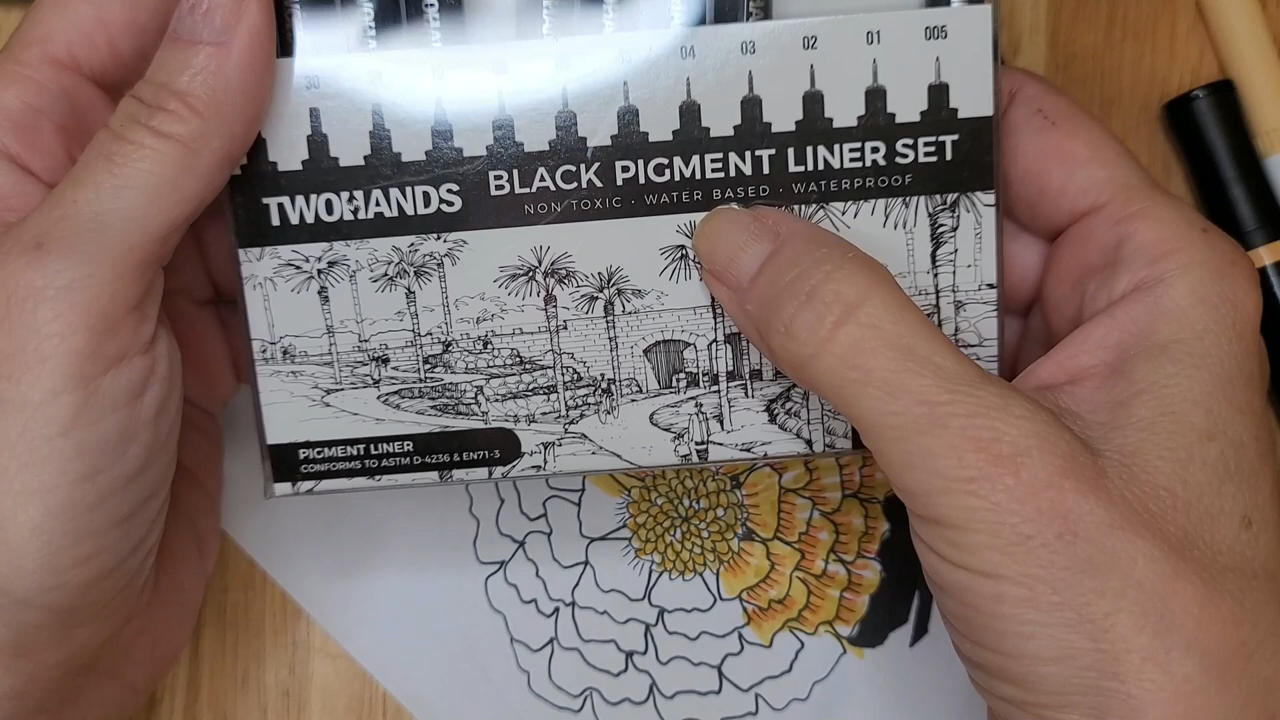 30 04 03 02 01 005
TWOHANDS
BLACK PIGMENT LINER SET
NON TOXIC · WATER BASED · WATERPROOF
PIGMENT LINER
CONFORMS TO ASTM D-4236 & EN71-3